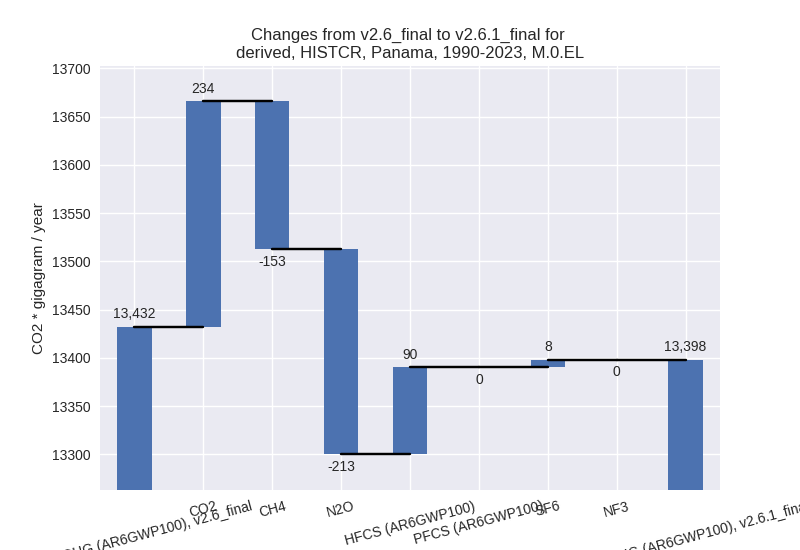 Changes from v2.6_final to v2.6.1_final for
derived, HISTCR, Panama, 1990-2023, M.0.EL
CO2 * gigagram / year
13700
13650
13600
13550
13500
13450
13400
13350
13300
13,432
234
-153
-213
90
0
8
0
13,398
(AR6GWP100), v2.6_final
CO2
CH4
N2O
HFCS (AR6GWP100)
PFCS (AR6GWP100)
SF6
NF3
(AR6GWP100), v2.6.1_fina